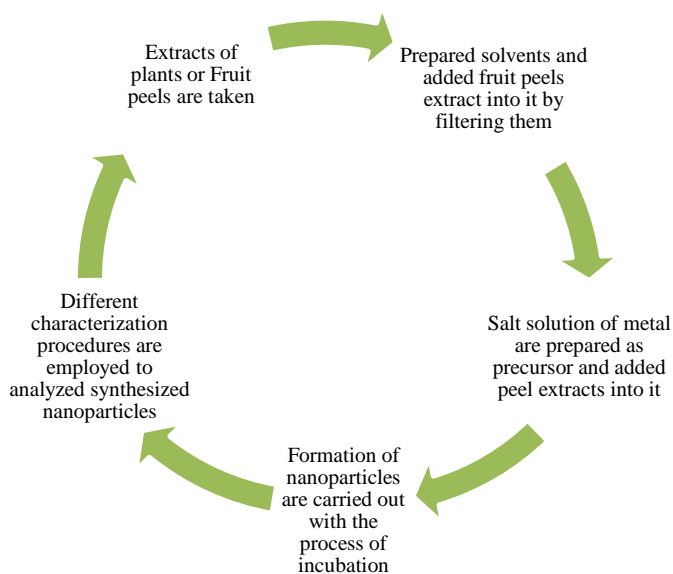 Extracts of
plants or Fruit
peels are taken
Prepared solvents and
added fruit peels
extract into it by
filtering them
Salt solution of metal
are prepared as
precursor and added
peel extracts into it
Formation of
nanoparticles
are carried out
with the
process of
incubation
Different
characterization
procedures are
employed to
analyzed synthesized
nanoparticles